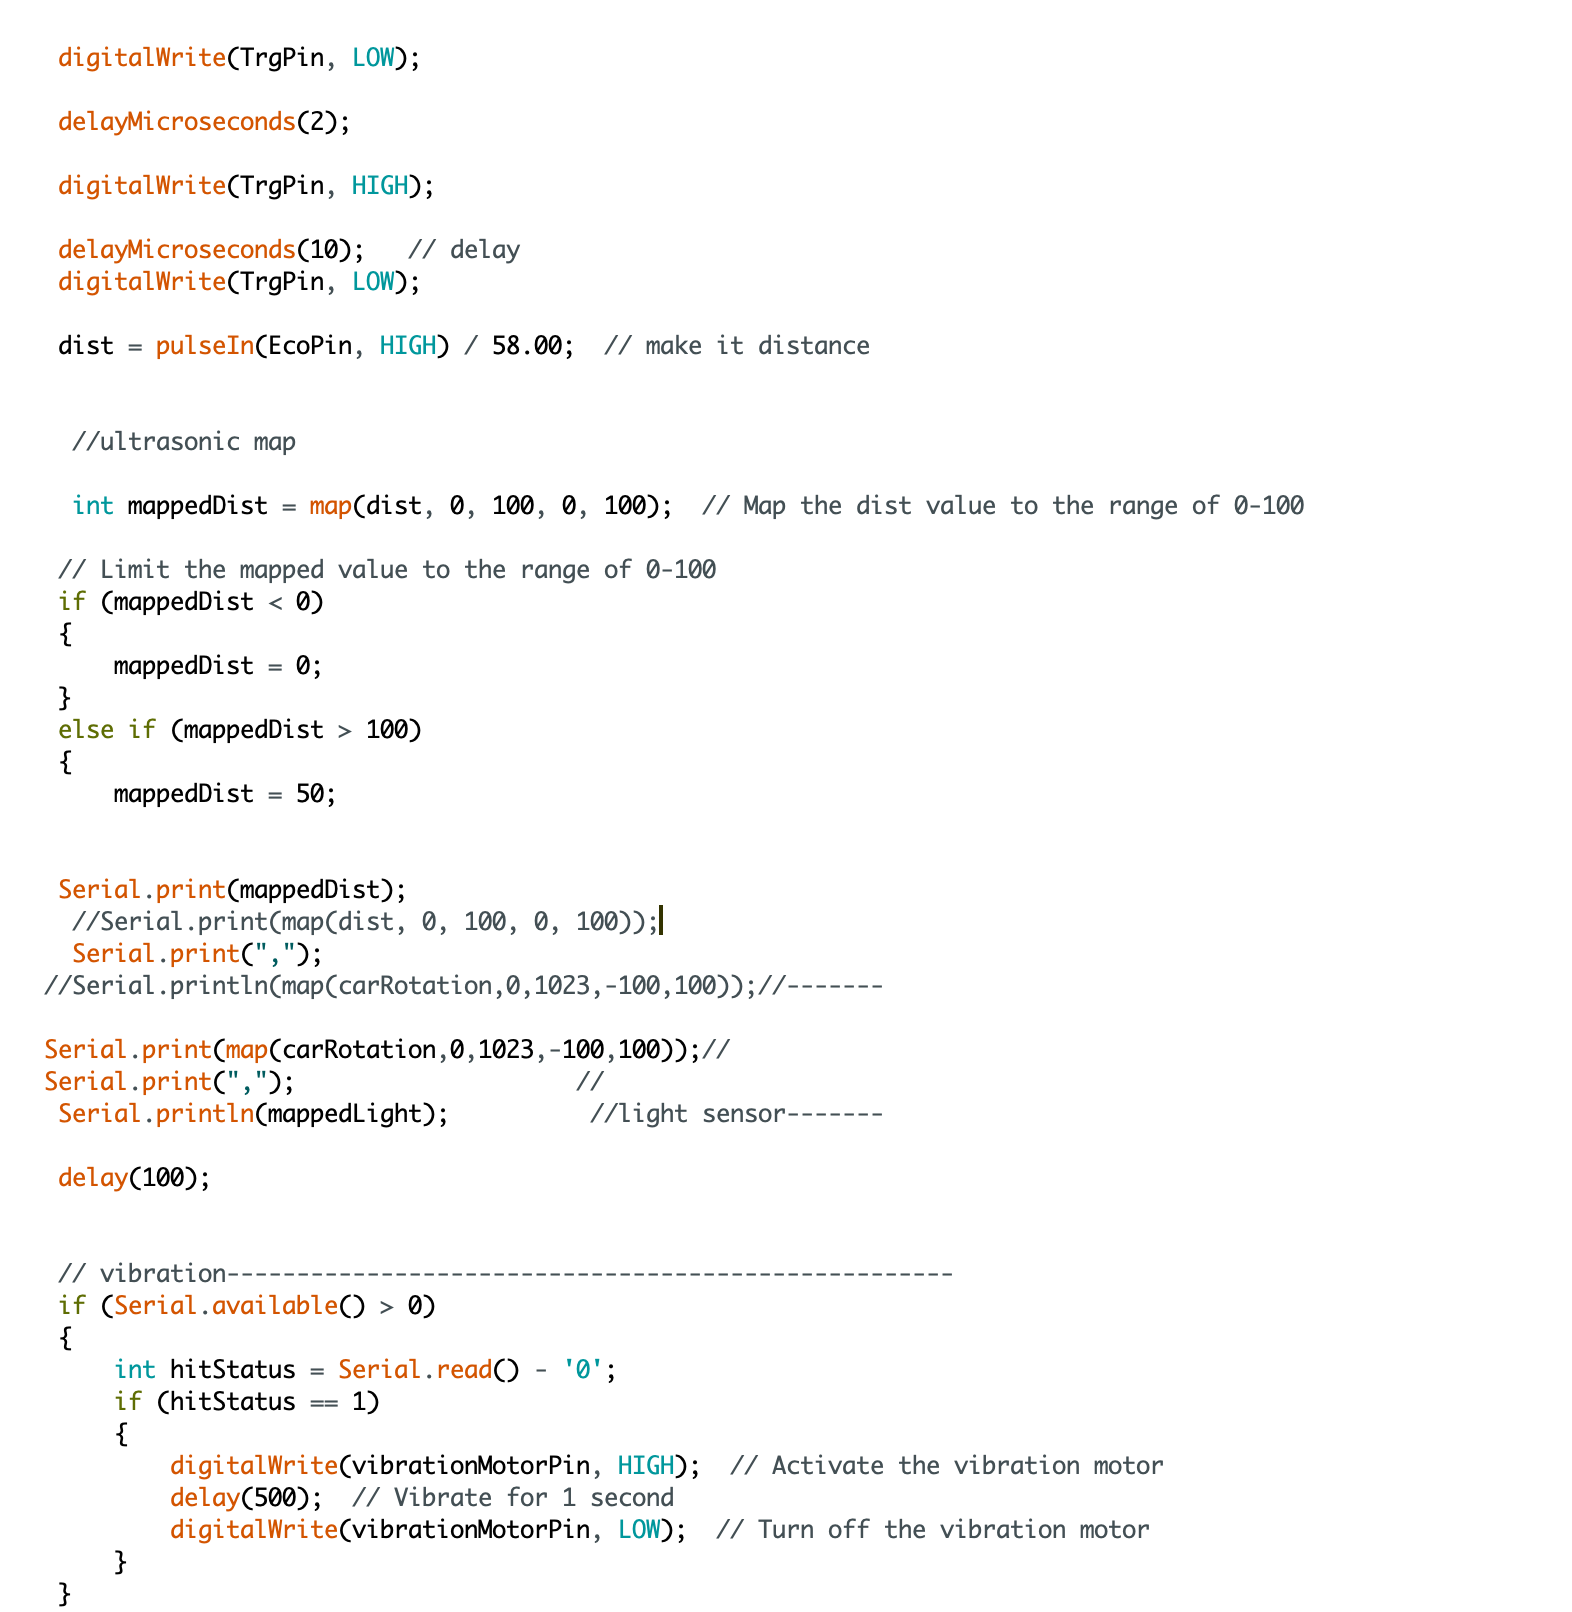 digitalWrite(TrgPin, LOW);
delayMicroseconds(2);
digitalWrite(TrgPin, HIGH);
delayMicroseconds(10);   // delay
digitalWrite(TrgPin, LOW);
dist = pulseIn(EcoPin, HIGH) / 58.00;  // make it distance
//ultrasonic map
int mappedDist = map(dist, 0, 100, 0, 100);  // Map the dist value to the range of 0-100
// Limit the mapped value to the range of 0-100
if (mappedDist < 0)
{
mappedDist = 0;
}
else if (mappedDist > 100)
{
mappedDist = 50;
Serial.print(mappedDist);
//Serial.print(map(dist, 0, 100, 0, 100));
Serial.print(",");
//Serial.println(map(carRotation,0,1023,-100,100));//-------
Serial.print(map(carRotation,0,1023,-100,100));//
Serial.print(",");                    //
Serial.println(mappedLight);          //light sensor-------
delay(100);
// vibration----------------------------------------------------
if (Serial.available() > 0)
{
int hitStatus = Serial.read() - '0';
if (hitStatus == 1)
{
digitalWrite(vibrationMotorPin, HIGH);  // Activate the vibration motor
delay(500);  // Vibrate for 1 second
digitalWrite(vibrationMotorPin, LOW);  // Turn off the vibration motor
}
}